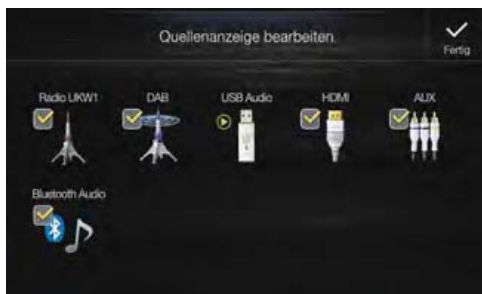 Quellenanzeige bearbeiten
Fertig
Radio UKW1 DAB USB Audio HDMI AUX
Bluetooth Audio